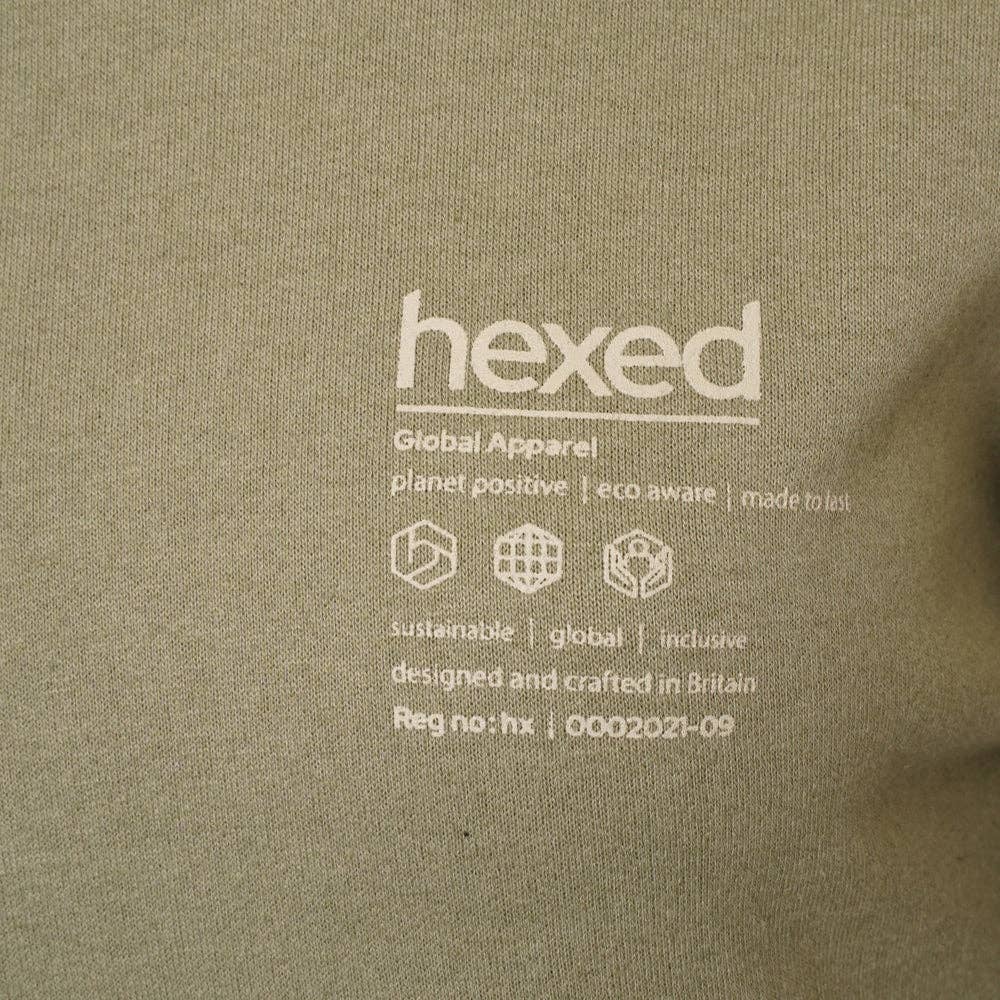 hexed
Global Apparel
planet positive | eco aware | made to last
sustainable | global | inclusive
designed and crafted in Britain
Reg no:hx | 0002021-09